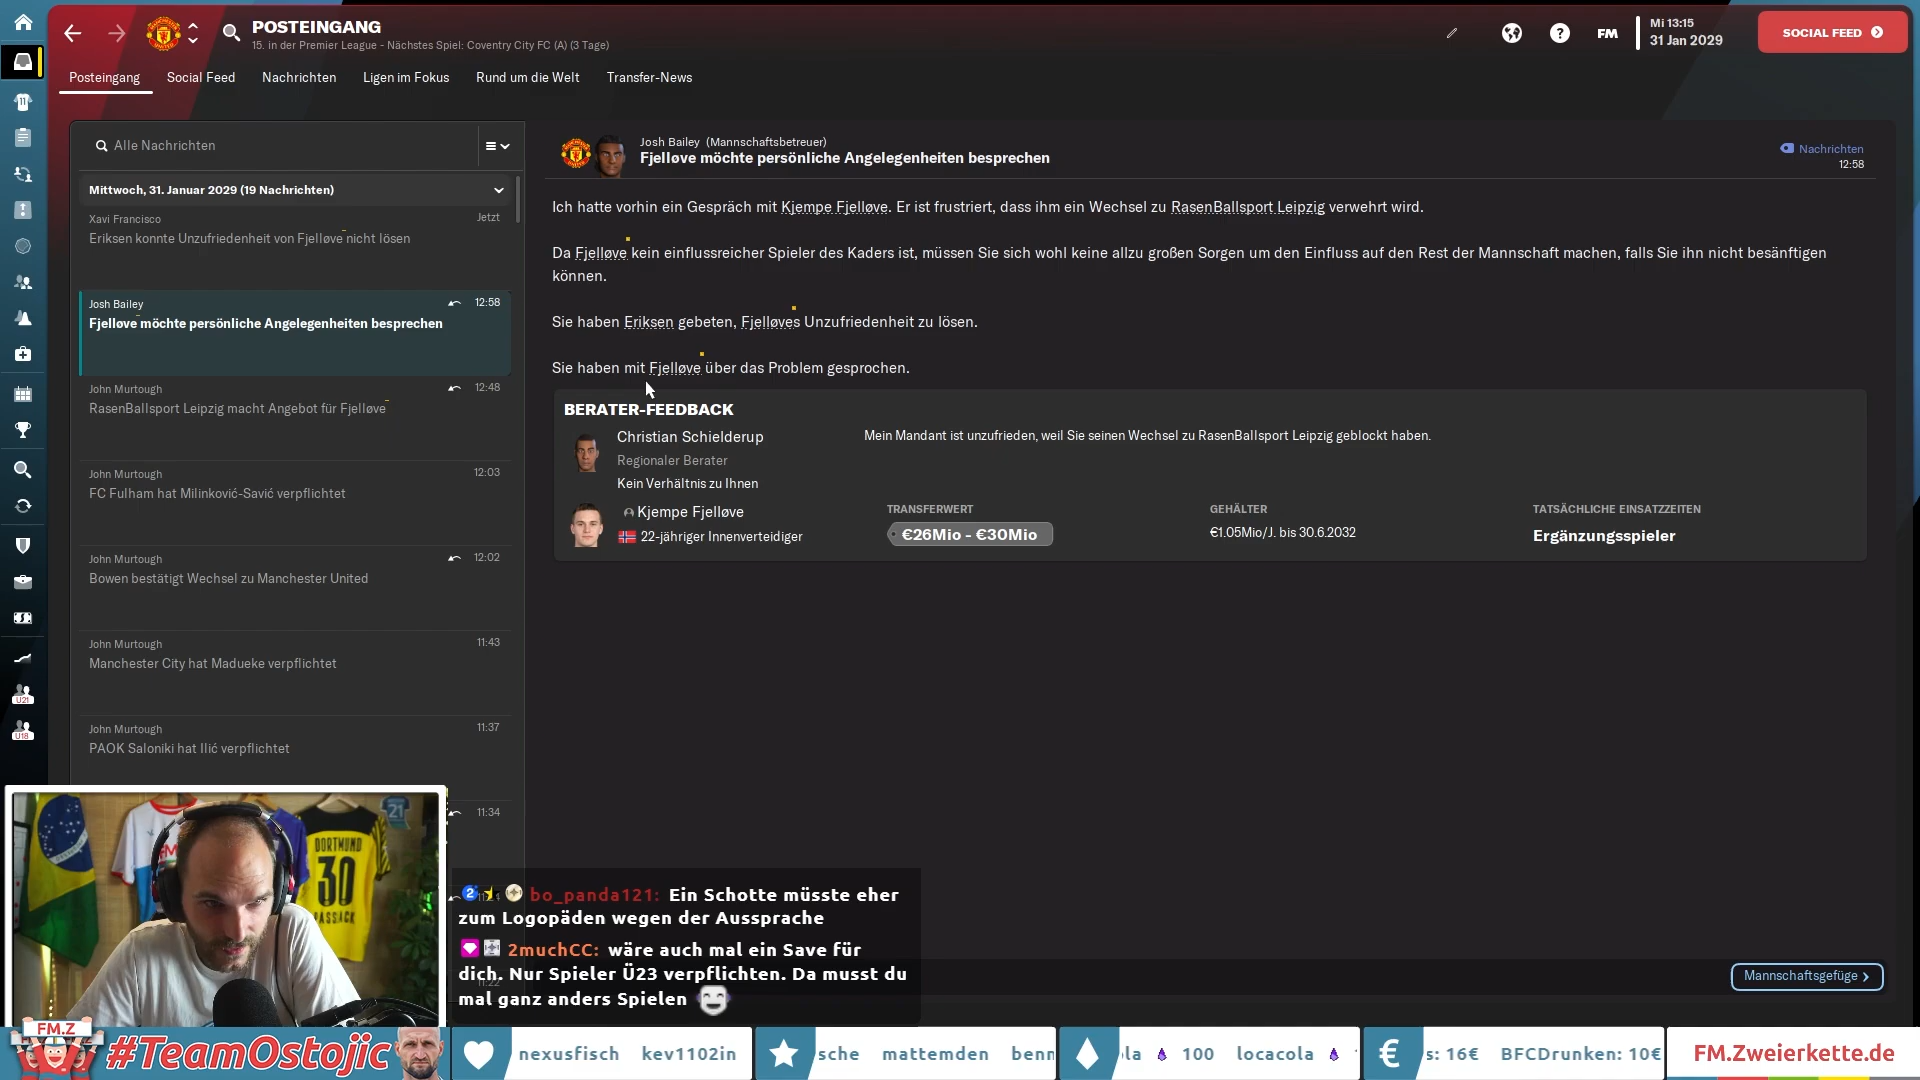 POSTEINGANG
15. in der Premier League - Nächstes Spiel: Coventry City FC (A) (3 Tage)
FM
Mi 13:15
31 Jan 2029
SOCIAL FEED
Posteingang
Social Feed
Nachrichten
Ligen im Fokus
Rund um die Welt
Transfer-News
Alle Nachrichten
Mittwoch, 31. Januar 2029 (19 Nachrichten)
Xavi Francisco
Jetzt
Eriksen konnte Unzufriedenheit von Fjelløve nicht lösen
Josh Bailey
12:58
Fjelløve möchte persönliche Angelegenheiten besprechen
John Murtough
12:48
RasenBallsport Leipzig macht Angebot für Fjelløve
John Murtough
12:03
FC Fulham hat Milinković-Savić verpflichtet
John Murtough
12:02
Bowen bestätigt Wechsel zu Manchester United
John Murtough
11:43
Manchester City hat Madueke verpflichtet
John Murtough
11:37
PAOK Saloniki hat Ilić verpflichtet
11:34
11:22
U21
U18
Josh Bailey (Mannschaftsbetreuer)
Fjelløve möchte persönliche Angelegenheiten besprechen
Nachrichten
12:58
Ich hatte vorhin ein Gespräch mit Kjempe Fjelløve. Er ist frustriert, dass ihm ein Wechsel zu RasenBallsport Leipzig verwehrt wird.
Da Fjelløve kein einflussreicher Spieler des Kaders ist, müssen Sie sich wohl keine allzu großen Sorgen um den Einfluss auf den Rest der Mannschaft machen, falls Sie ihn nicht besänftigen
können.
Sie haben Eriksen gebeten, Fjelløves Unzufriedenheit zu lösen.
Sie haben mit Fjelløve über das Problem gesprochen.
BERATER-FEEDBACK
Christian Schielderup
Regionaler Berater
Kein Verhältnis zu Ihnen
Mein Mandant ist unzufrieden, weil Sie seinen Wechsel zu RasenBallsport Leipzig geblockt haben.
Kjempe Fjelløve
22-jähriger Innenverteidiger
TRANSFERWERT
€26Mio - €30Mio
GEHÄLTER
€1.05Mio/J. bis 30.6.2032
TATSÄCHLICHE EINSATZZEITEN
Ergänzungsspieler
Mannschaftsgefüge
21
DORTMUND
30
PASSLACK
2 bo_panda121: Ein Schotte müsste eher
zum Logopäden wegen der Aussprache
2muchCC: wäre auch mal ein Save für
dich. Nur Spieler Ü23 verpflichten. Da musst du
mal ganz anders Spielen
FM.Z
#TeamOstojic
nexusfisch kev1102in
sche mattemden benn
la 100 locacola
€ s: 16€ BFCDrunken: 10€
FM.Zweierkette.de